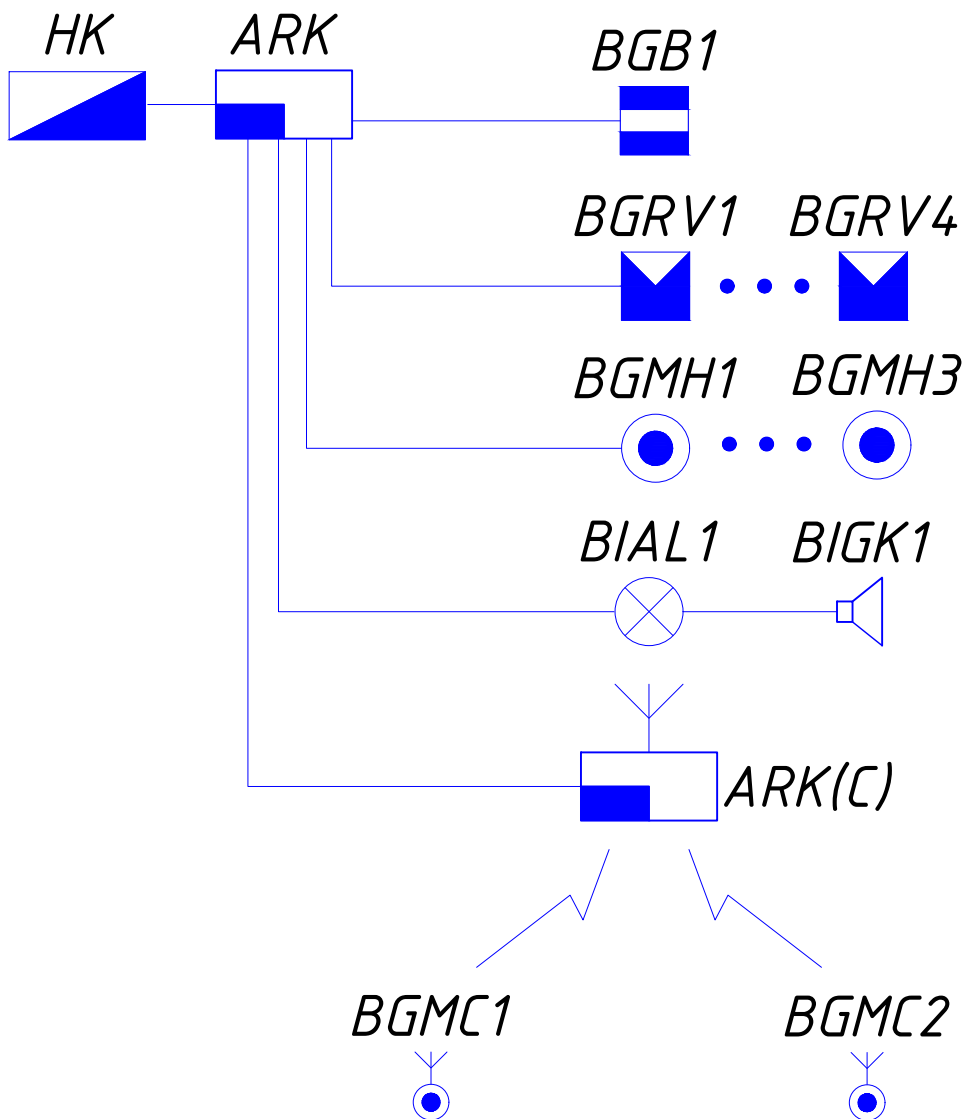 HK
ARK
BGB1
BGRV1
BGRV4
BGMH1
BGMH3
BIAL1
BIGK1
ARK(C)
BGMC1
BGMC2